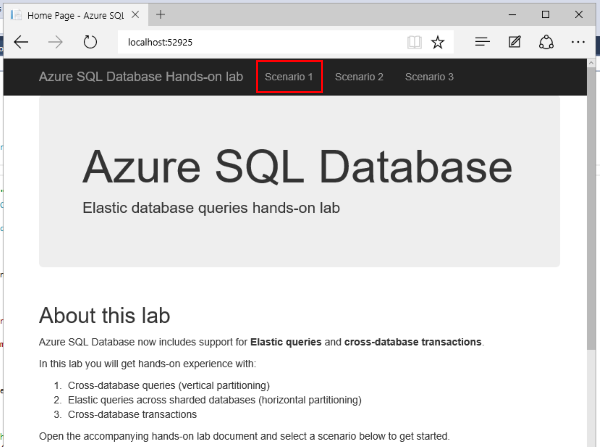 Home Page - Azure SQL
localhost:52925
Azure SQL Database Hands-on lab Scenario 1 Scenario 2 Scenario 3
Azure SQL Database
Elastic database queries hands-on lab
About this lab
Azure SQL Database now includes support for Elastic queries and cross-database transactions.
In this lab you will get hands-on experience with:
1. Cross-database queries (vertical partitioning)
2. Elastic queries across sharded databases (horizontal partitioning)
3. Cross-database transactions
Open the accompanying hands-on lab document and select a scenario below to get started.